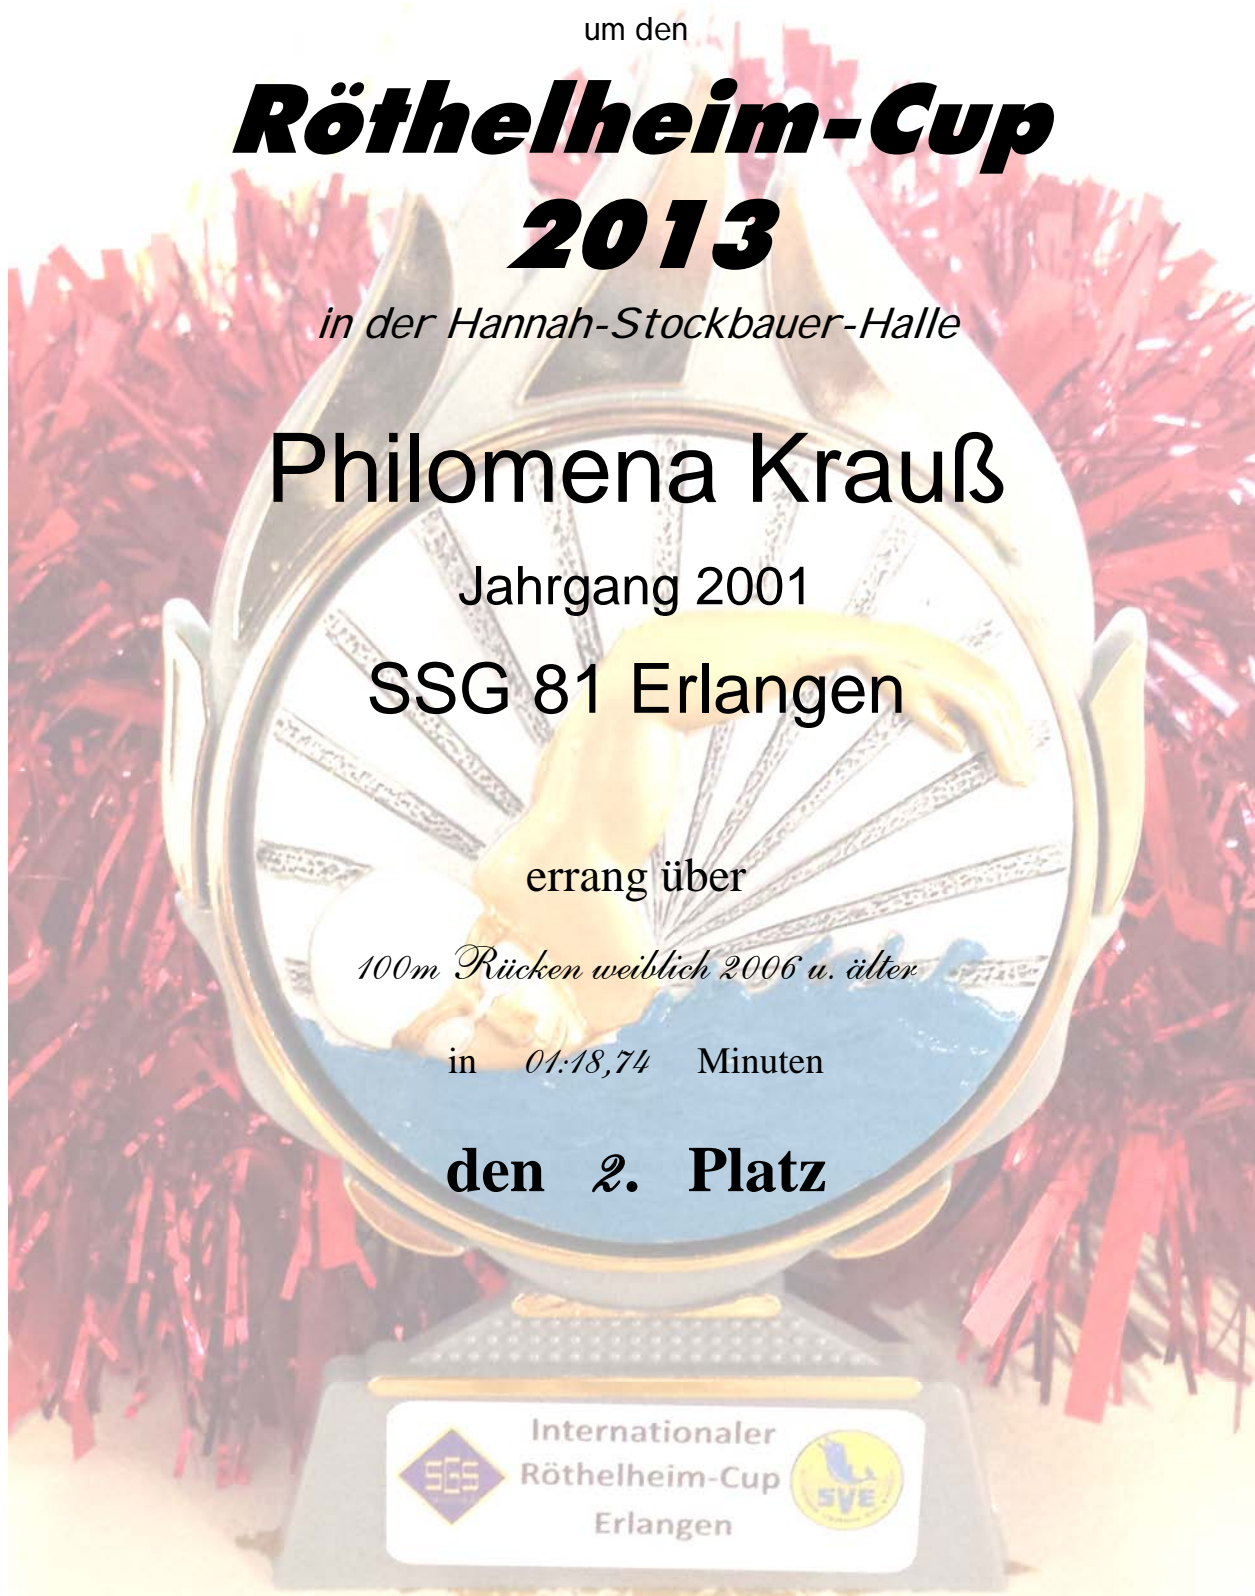 um den
Röthelheim-Cup
2013
in der Hannah-Stockbauer-Halle
Philomena Krauß
Jahrgang 2001
SSG 81 Erlangen
errang über
100m Rücken weiblich 2006 u. älter
in 01:18,74 Minuten
den 2. Platz
Internationaler
SGS Röthelheim-Cup
SVE
Erlangen